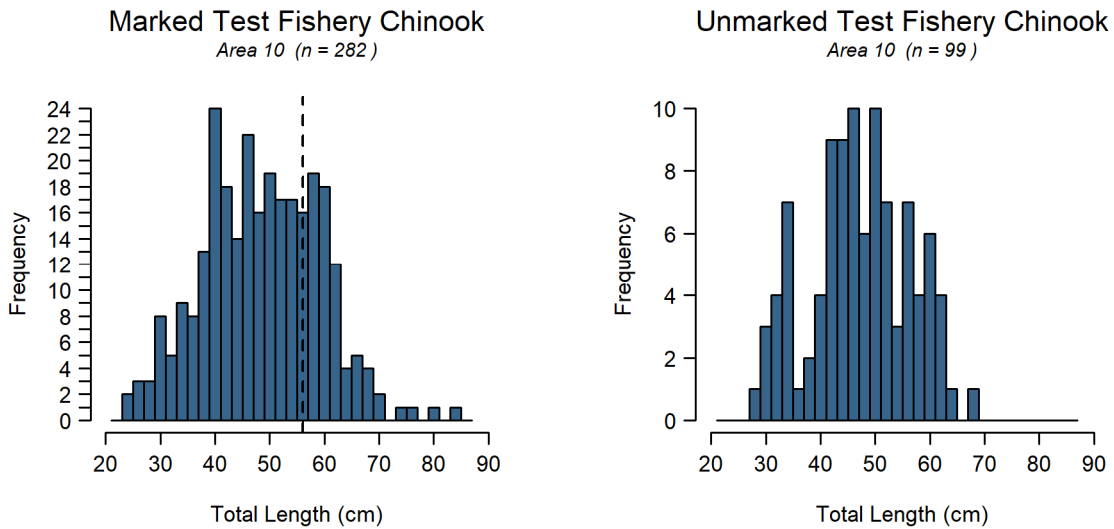 Marked Test Fishery Chinook
Area 10 (n = 282 )
Frequency
24
22
20
18
16
14
12
10
8
6
4
2
0
20 30 40 50 60 70 80 90
Total Length (cm)
Unmarked Test Fishery Chinook
Area 10 (n = 99 )
Frequency
10
8
6
4
2
0
20 30 40 50 60 70 80 90
Total Length (cm)